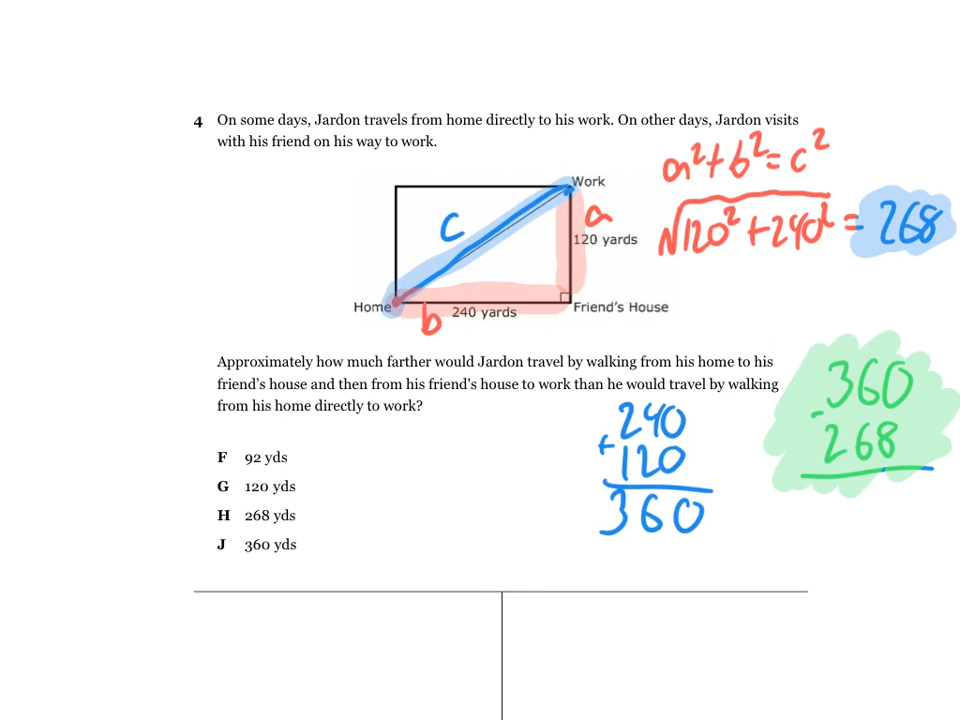 4 On some days, Jardon travels from home directly to his work. On other days, Jardon visits
with his friend on his way to work.
a²+b²=c²
Work
c
a
√120²+240² = 268
120 yards
Home
b
240 yards
Friend's House
Approximately how much farther would Jardon travel by walking from his home to his
friend's house and then from his friend's house to work than he would travel by walking
from his home directly to work?
360
- 268
240
+ 120
360
F 92 yds
G 120 yds
H 268 yds
J 360 yds